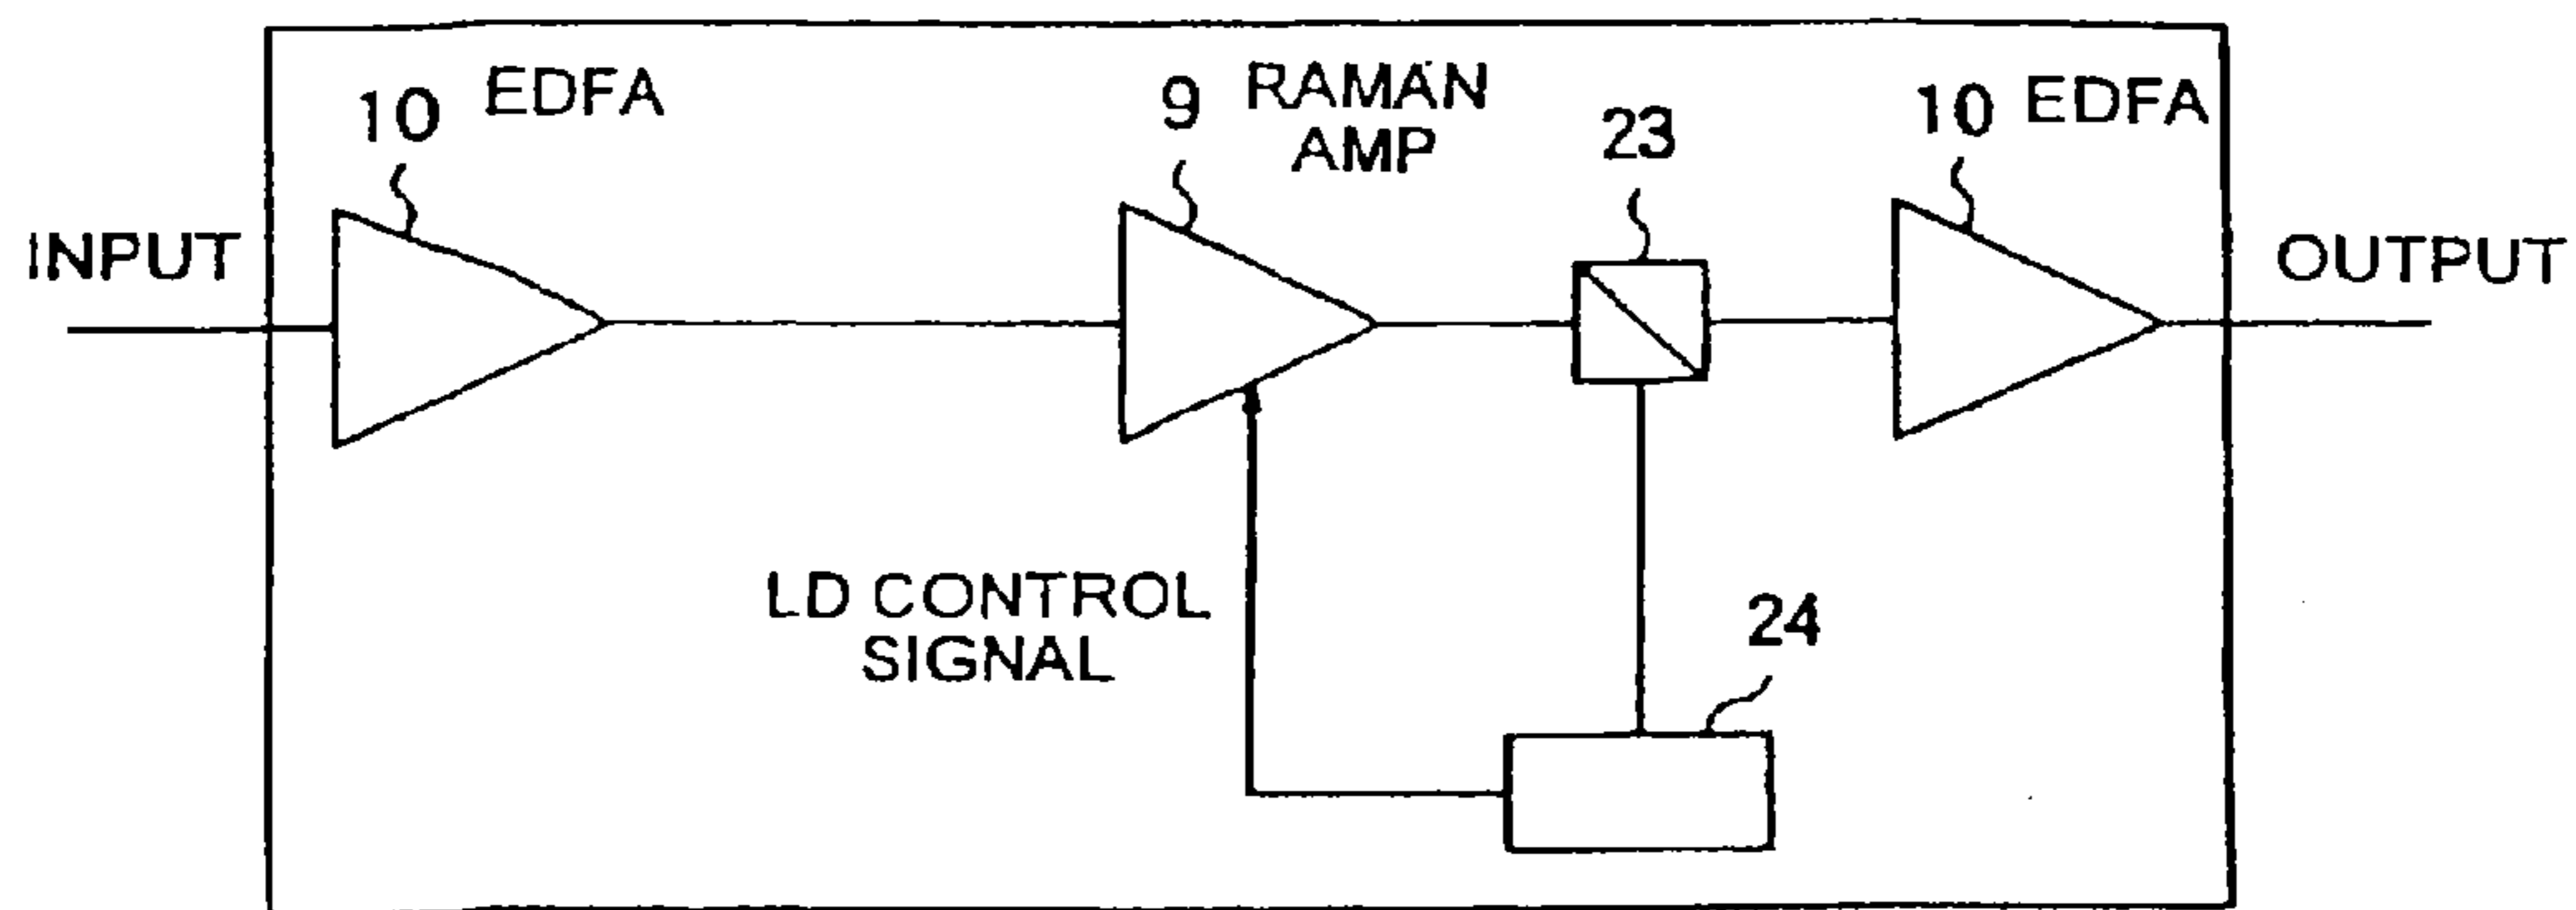 10 EDFA
9 RAMAN
AMP
23
10 EDFA
INPUT
OUTPUT
LD CONTROL
SIGNAL
24